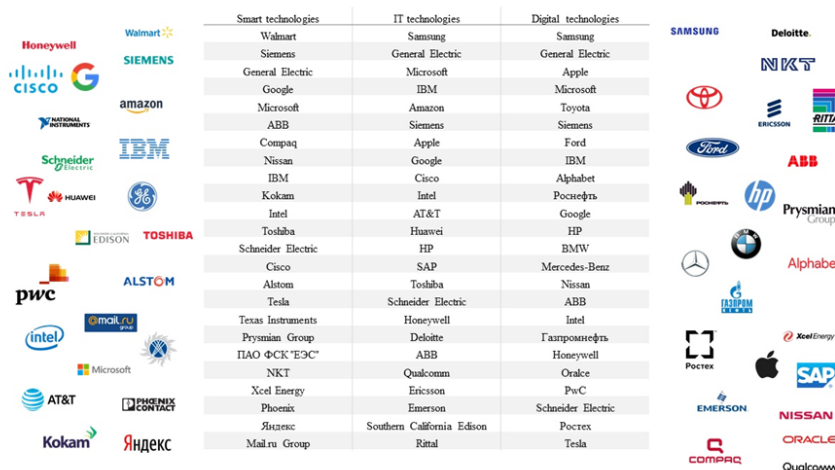 Smart technologies IT technologies Digital technologies
Walmart Samsung Samsung
Siemens General Electric General Electric
General Electric Microsoft Apple
Google IBM Microsoft
Microsoft Amazon Toyota
ABB Siemens Siemens
Compaq Apple Ford
Nissan Google IBM
IBM Cisco Alphabet
Kokam Intel Роснефть
Intel AT&T Google
Toshiba Huawei HP
Schneider Electric HP BMW
Cisco SAP Mercedes-Benz
Alstom Toshiba Nissan
Tesla Schneider Electric ABB
Texas Instruments Honeywell Intel
Prysmian Group Deloitte Газпромнефть
ПАО ФСК "ЕЭС" ABB Honeywell
NKT Qualcomm Oralce
Xcel Energy Ericsson PwC
Phoenix Emerson Schneider Electric
Яндекс Southern California Edison Ростех
Mail.ru Group Rittal Tesla
Walmart
Honeywell
SIEMENS
CISCO
amazon
NATIONAL INSTRUMENTS
IBM
Schneider
Electric
TESLA
HUAWEI
EDISON
TOSHIBA
pwc
ALSTOM
@mail.ru
group
intel
Microsoft
AT&T
PHŒNIX
CONTACT
Kokam
Яндекс
SAMSUNG
Deloitte.
NKT
ERICSSON
RITTA
Ford
ABB
РОСНЕФТЬ
hp
Prysmian
Group
BMW
Alphabe
ГАЗПРОМ
НЕФТЬ
Ростех
XcelEnergy
SAP
EMERSON
NISSAN
ORACLE
COMPAQ
Qualcomm